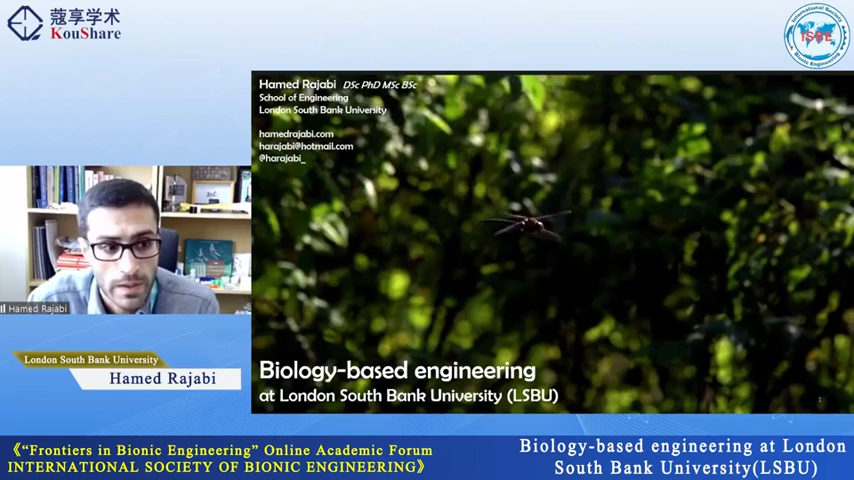 蔻享学术
KouShare
International Society
ISBE
of Bionic Engineering
Hamed Rajabi DSc PhD MSc BSc
School of Engineering
London South Bank University
hamedrajabi.com
harajabi@hotmail.com
@harajabi_
Hamed Rajabi
London South Bank University
Hamed Rajabi
Biology-based engineering
at London South Bank University (LSBU)
1
《“Frontiers in Bionic Engineering” Online Academic Forum
INTERNATIONAL SOCIETY OF BIONIC ENGINEERING》
Biology-based engineering at London
South Bank University(LSBU)